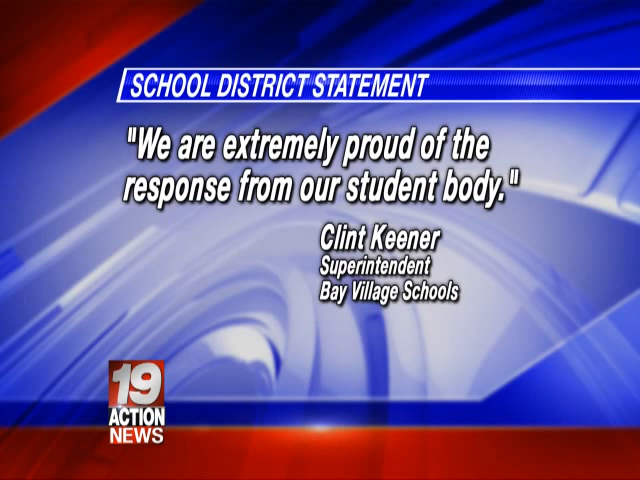 SCHOOL DISTRICT STATEMENT
"We are extremely proud of the
response from our student body."
Clint Keener
Superintendent
Bay Village Schools
19
ACTION
NEWS